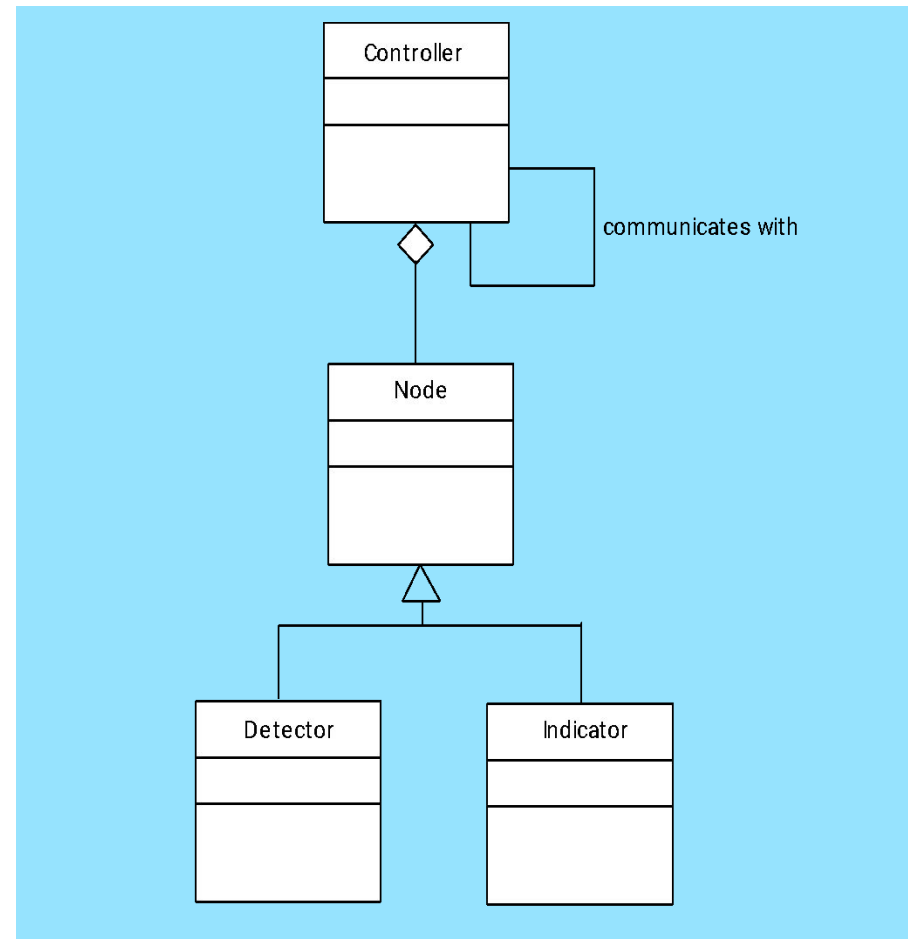 Controller
communicates with
Node
Detector
Indicator